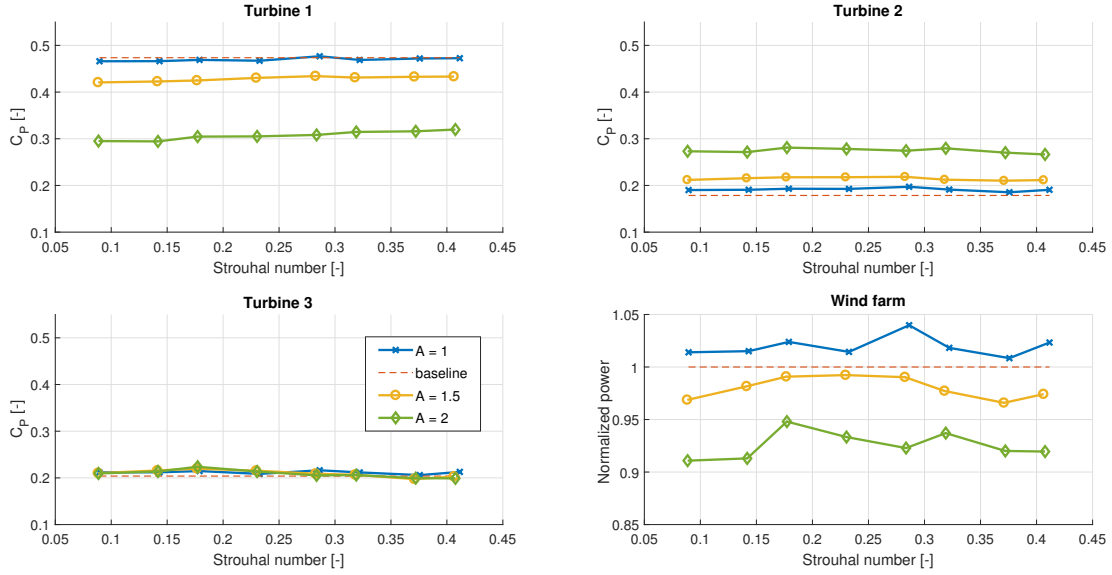 Turbine 1
0.5
0.4
0.3
0.2
0.1
C_P [-]
0.05 0.1 0.15 0.2 0.25 0.3 0.35 0.4 0.45
Strouhal number [-]
Turbine 2
0.5
0.4
0.3
0.2
0.1
C_P [-]
0.05 0.1 0.15 0.2 0.25 0.3 0.35 0.4 0.45
Strouhal number [-]
Turbine 3
0.5
0.4
0.3
0.2
0.1
C_P [-]
A = 1
baseline
A = 1.5
A = 2
0.05 0.1 0.15 0.2 0.25 0.3 0.35 0.4 0.45
Strouhal number [-]
Wind farm
1.05
1
0.95
0.9
0.85
Normalized power
0.05 0.1 0.15 0.2 0.25 0.3 0.35 0.4 0.45
Strouhal number [-]